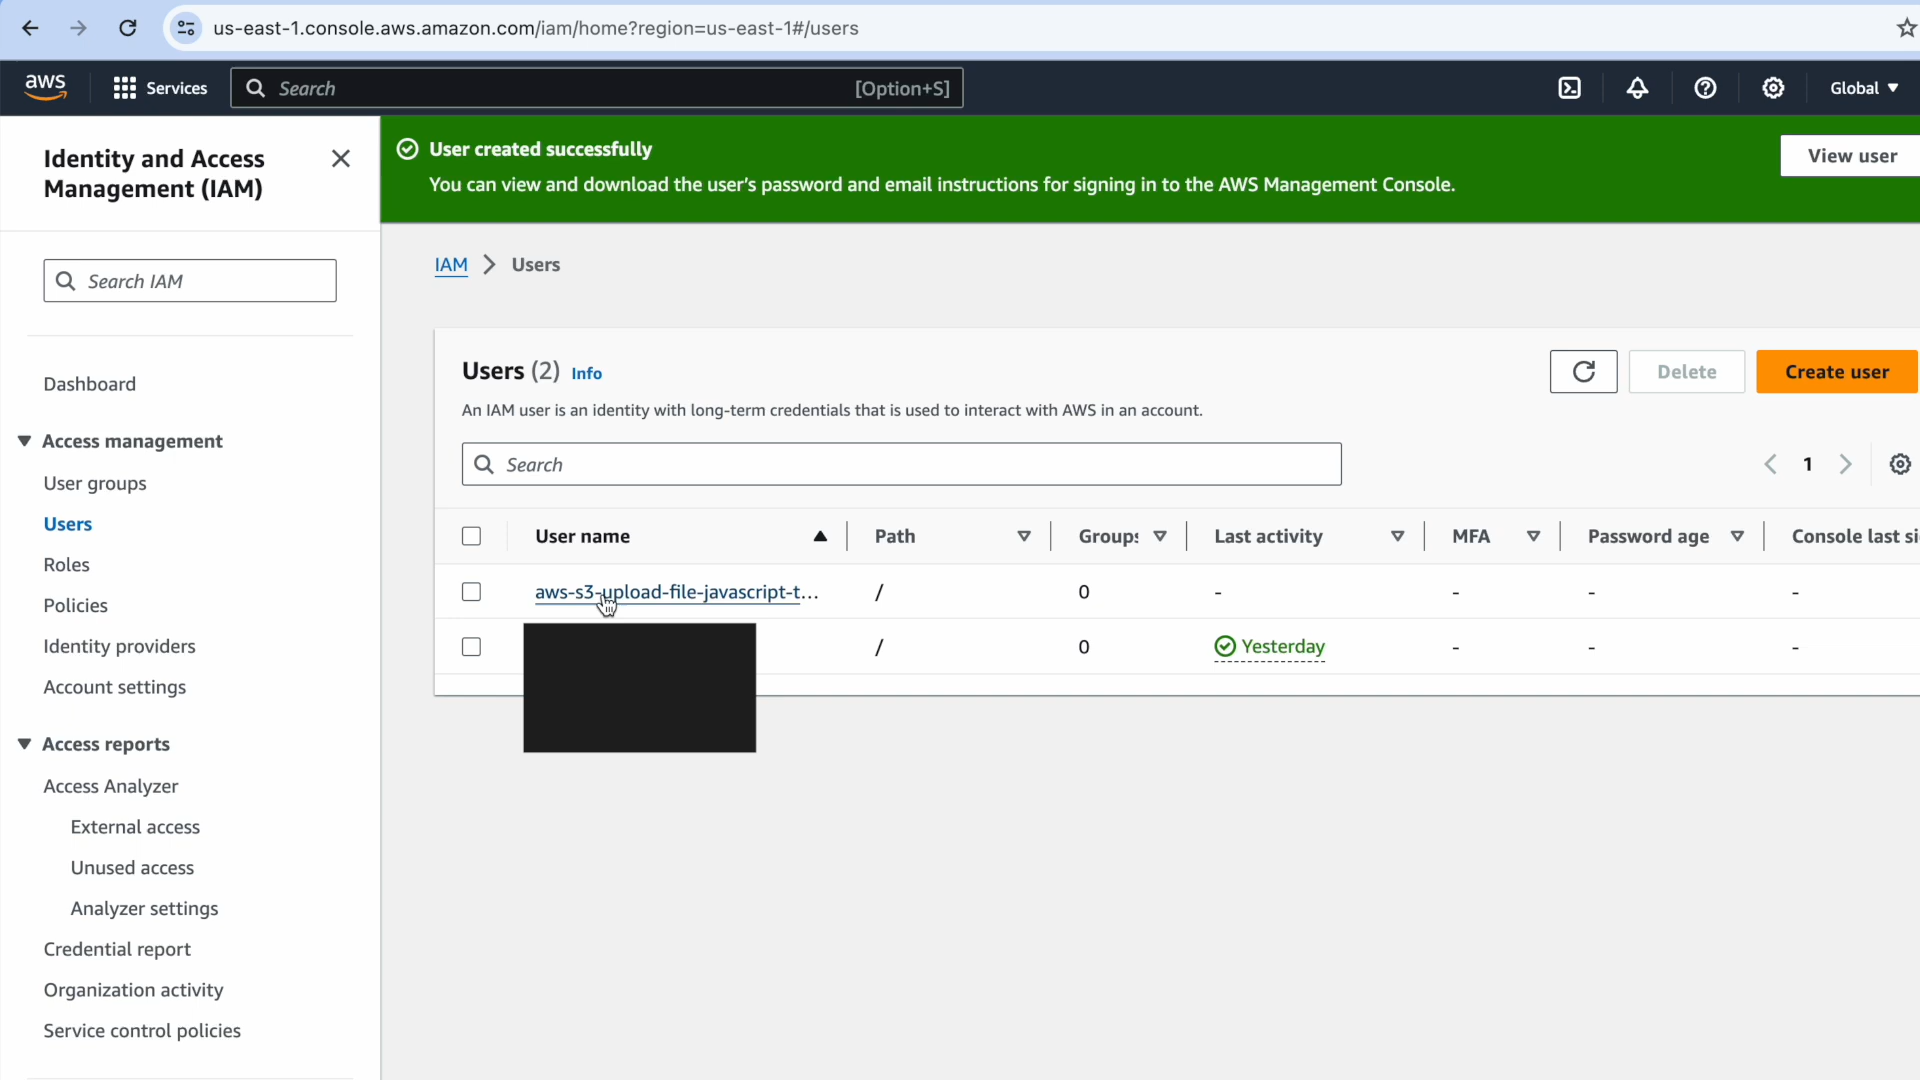 us-east-1.console.aws.amazon.com/iam/home?region=us-east-1#/users
aws
Services
Search
[Option+S]
Global
Identity and Access
Management (IAM)
Search IAM
Dashboard
Access management
User groups
Users
Roles
Policies
Identity providers
Account settings
Access reports
Access Analyzer
External access
Unused access
Analyzer settings
Credential report
Organization activity
Service control policies
User created successfully
You can view and download the user's password and email instructions for signing in to the AWS Management Console.
View user
IAM > Users
Users (2) Info
Delete
Create user
An IAM user is an identity with long-term credentials that is used to interact with AWS in an account.
Search
1
User name Path Groups Last activity MFA Password age Console last si
aws-s3-upload-file-javascript-t... / 0 - - - -
/ 0 Yesterday - - -